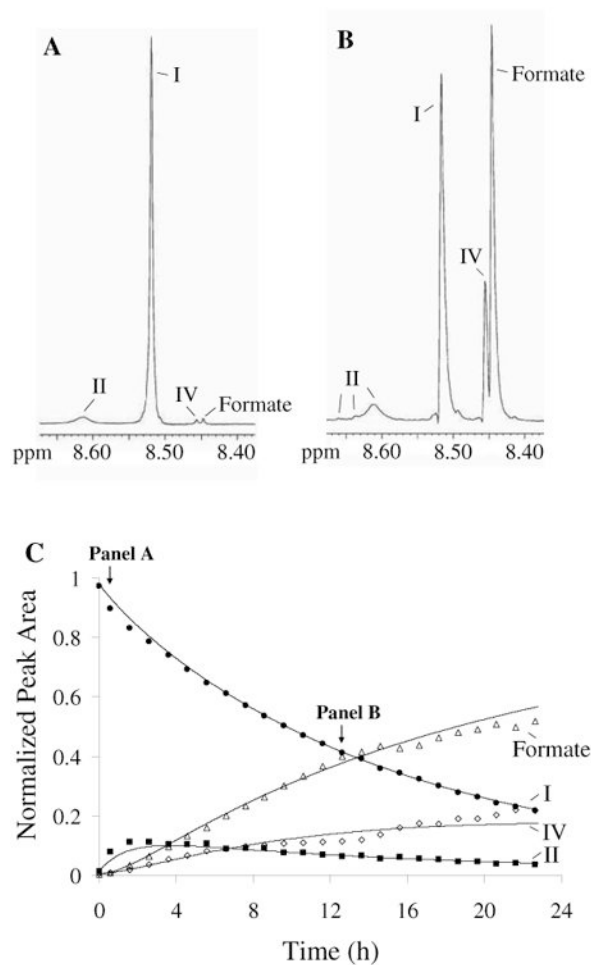 A
I
II
IV
Formate
ppm 8.60 8.50 8.40
B
Formate
I
IV
II
ppm 8.60 8.50 8.40
C
Panel A
Panel B
Formate
I
IV
II
Normalized Peak Area
1
0.8
0.6
0.4
0.2
0
0 4 8 12 16 20 24
Time (h)